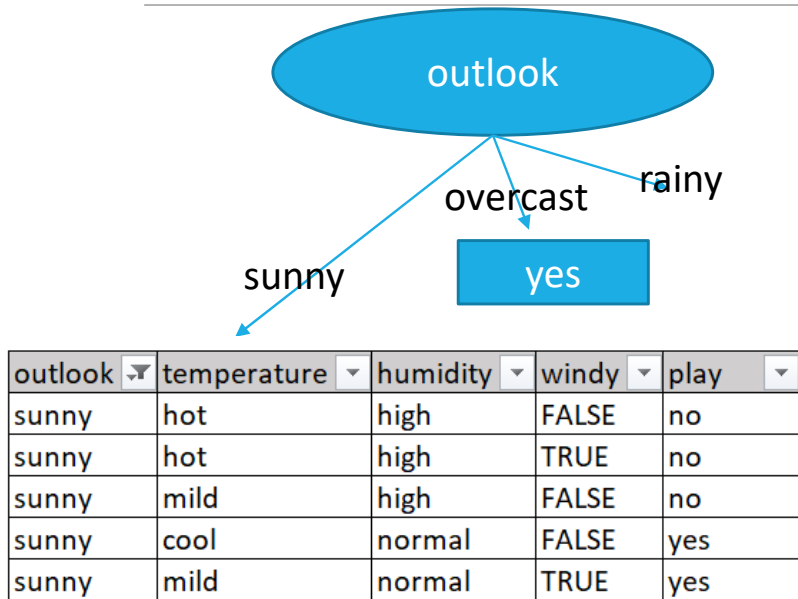 outlook
rainy
overcast
sunny
yes
outlook temperature humidity windy play
sunny hot high FALSE no
sunny hot high TRUE no
sunny mild high FALSE no
sunny cool normal FALSE yes
sunny mild normal TRUE yes